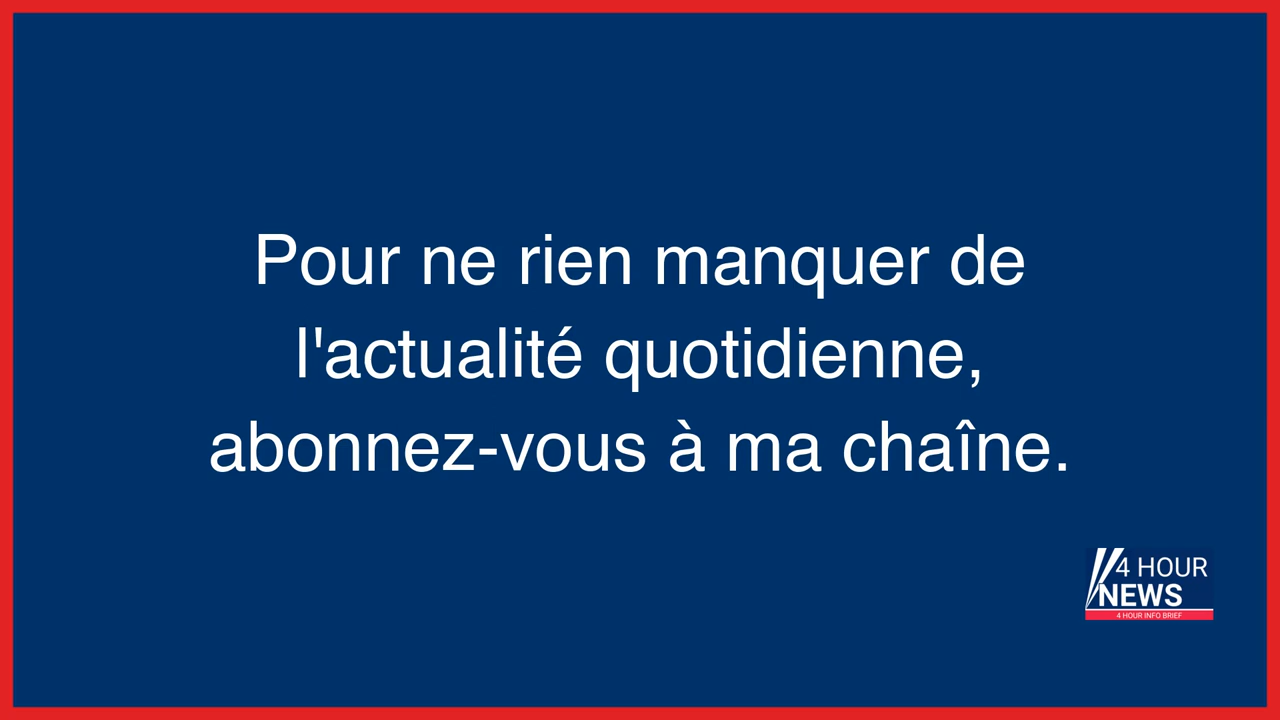 Pour ne rien manquer de
l'actualité quotidienne,
abonnez-vous à ma chaîne.
4 HOUR
NEWS
4 HOUR INFO BRIEF